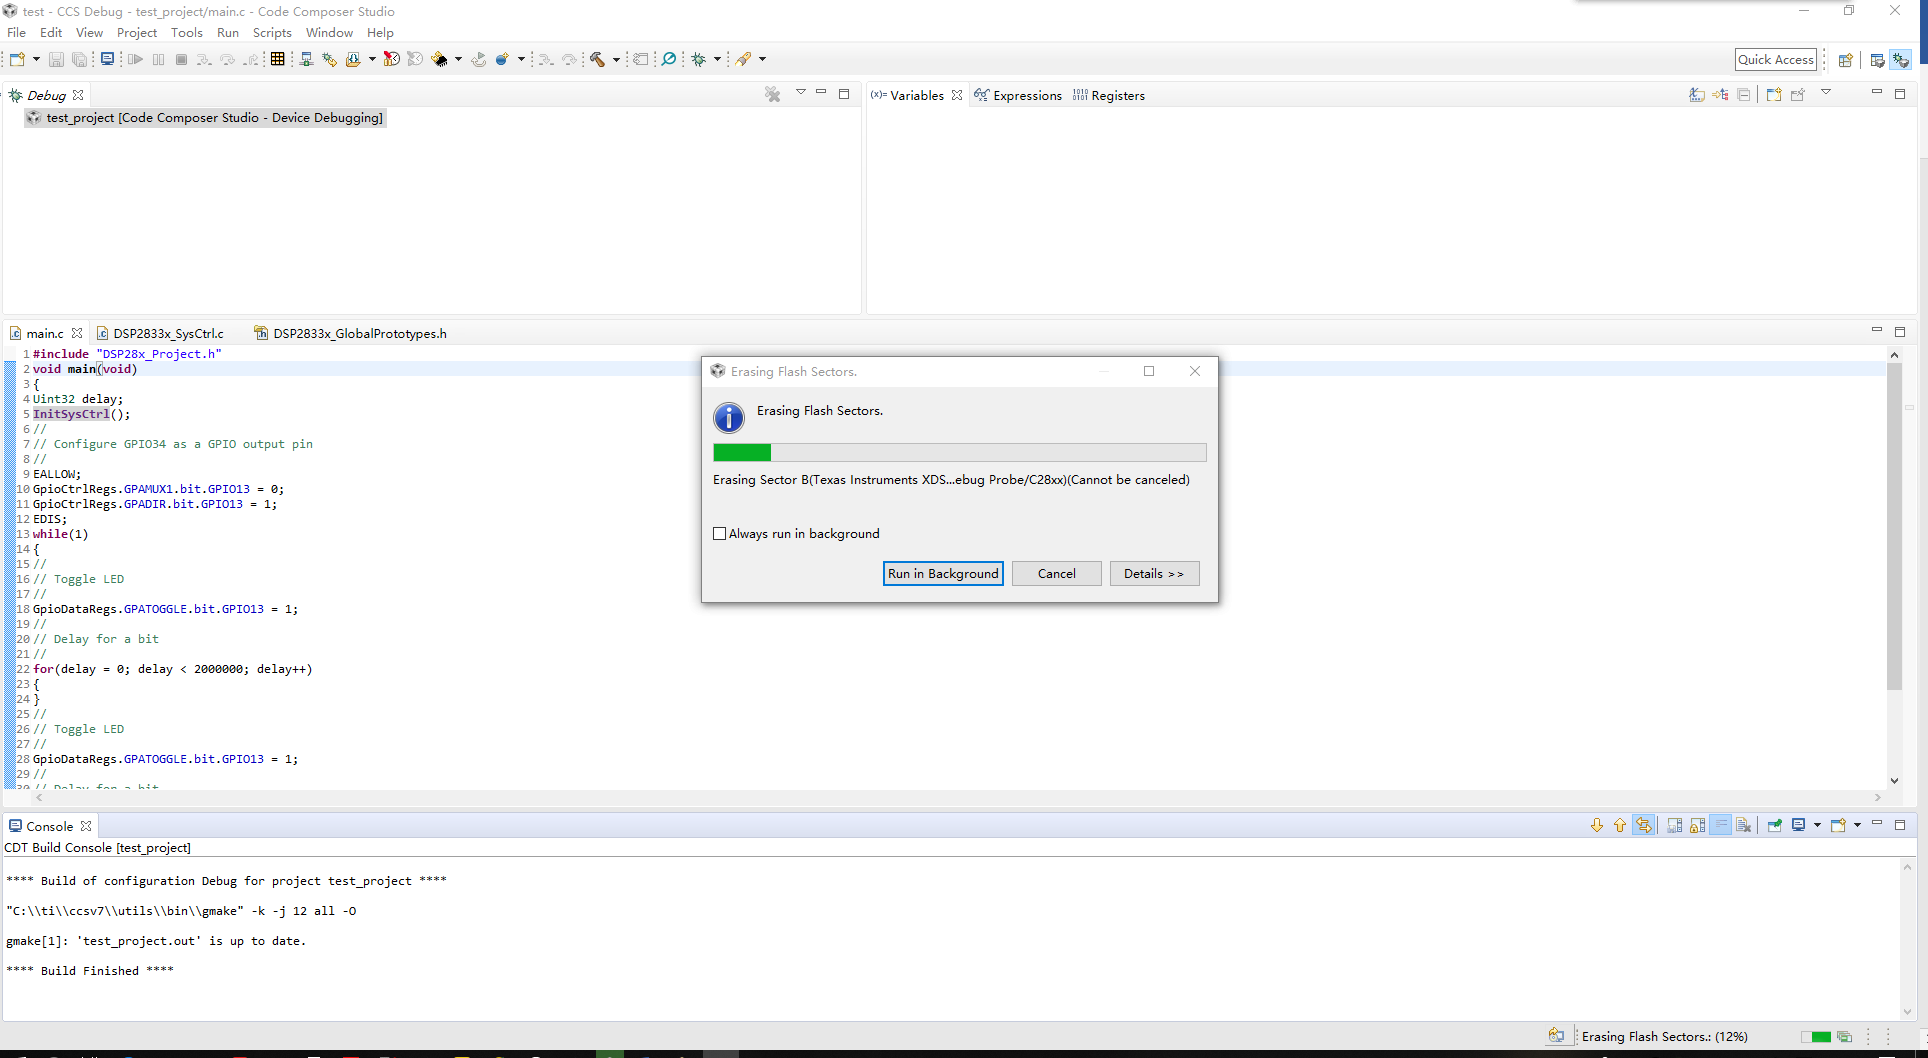 test - CCS Debug - test_project/main.c - Code Composer Studio
File Edit View Project Tools Run Scripts Window Help
Quick Access
Debug
test_project [Code Composer Studio - Device Debugging]
(x)= Variables Expressions 1010 0101 Registers
main.c DSP2833x_SysCtrl.c DSP2833x_GlobalPrototypes.h
1 #include "DSP28x_Project.h"
2 void main(void)
3 {
4 Uint32 delay;
5 InitSysCtrl();
6 //
7 // Configure GPIO34 as a GPIO output pin
8 //
9 EALLOW;
10 GpioCtrlRegs.GPAMUX1.bit.GPIO13 = 0;
11 GpioCtrlRegs.GPADIR.bit.GPIO13 = 1;
12 EDIS;
13 while(1)
14 {
15 //
16 // Toggle LED
17 //
18 GpioDataRegs.GPATOGGLE.bit.GPIO13 = 1;
19 //
20 // Delay for a bit
21 //
22 for(delay = 0; delay < 2000000; delay++)
23 {
24 }
25 //
26 // Toggle LED
27 //
28 GpioDataRegs.GPATOGGLE.bit.GPIO13 = 1;
29 //
30 // Delay for a bit
Erasing Flash Sectors.
Erasing Flash Sectors.
Erasing Sector B(Texas Instruments XDS...ebug Probe/C28xx)(Cannot be canceled)
Always run in background
Run in Background Cancel Details >>
Console
CDT Build Console [test_project]
**** Build of configuration Debug for project test_project ****
"C:\\ti\\ccsv7\\utils\\bin\\gmake" -k -j 12 all -O
gmake[1]: 'test_project.out' is up to date.
**** Build Finished ****
Erasing Flash Sectors.: (12%)